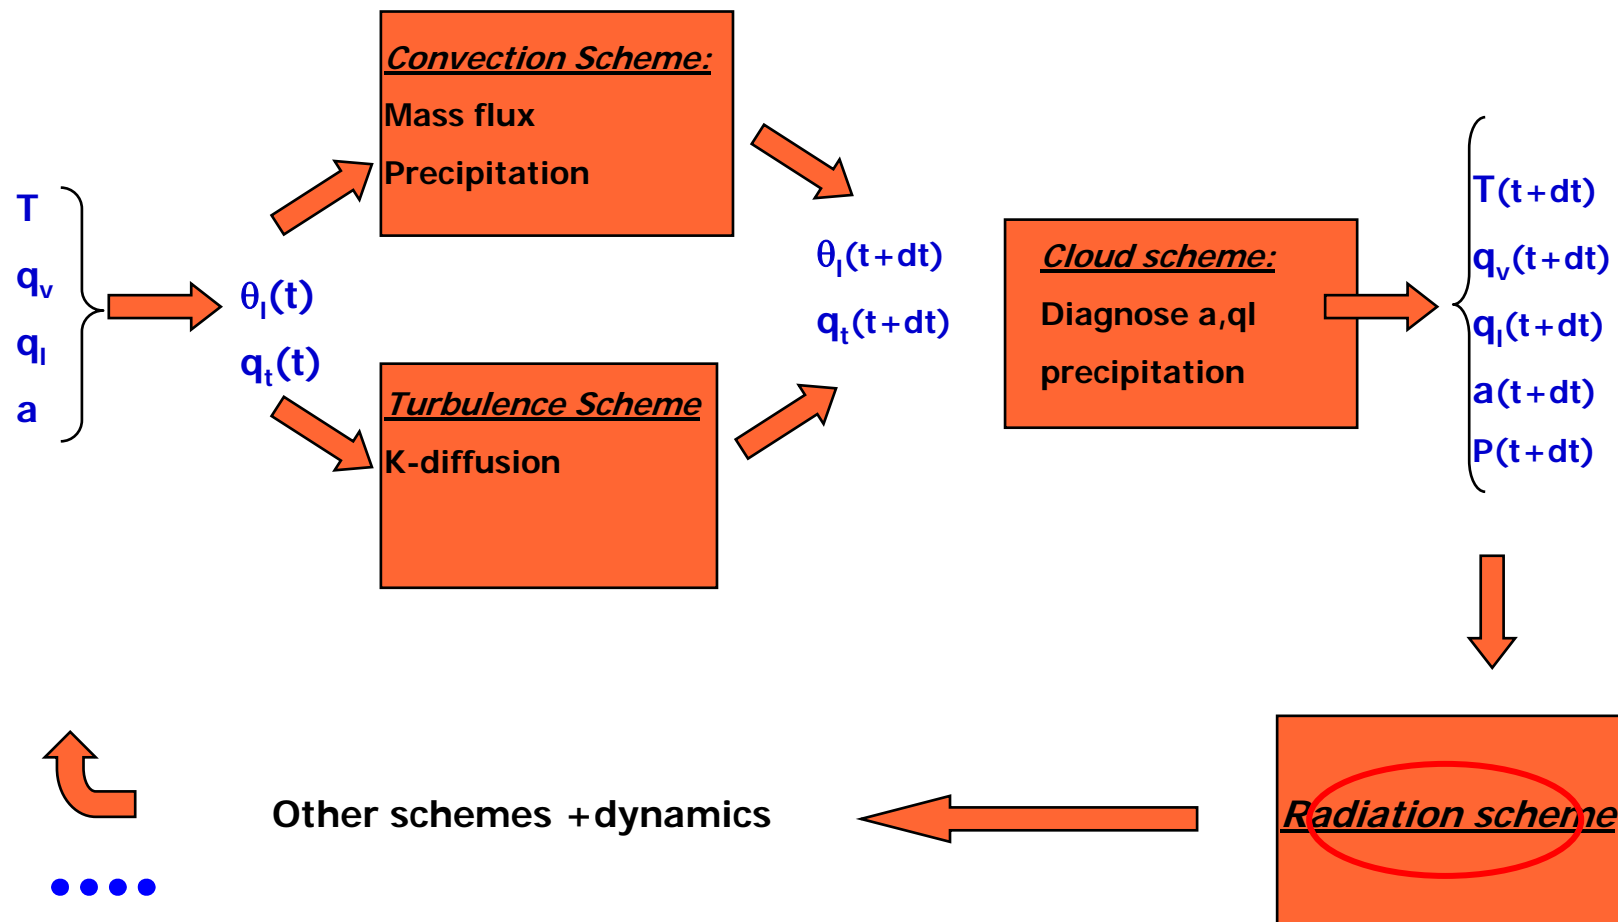 T
qv
ql
a
θl(t)
qt(t)
Convection Scheme:
Mass flux
Precipitation
Turbulence Scheme
K-diffusion
θl(t+dt)
qt(t+dt)
Cloud scheme:
Diagnose a,ql
precipitation
T(t+dt)
qv(t+dt)
ql(t+dt)
a(t+dt)
P(t+dt)
Radiation scheme
Other schemes +dynamics